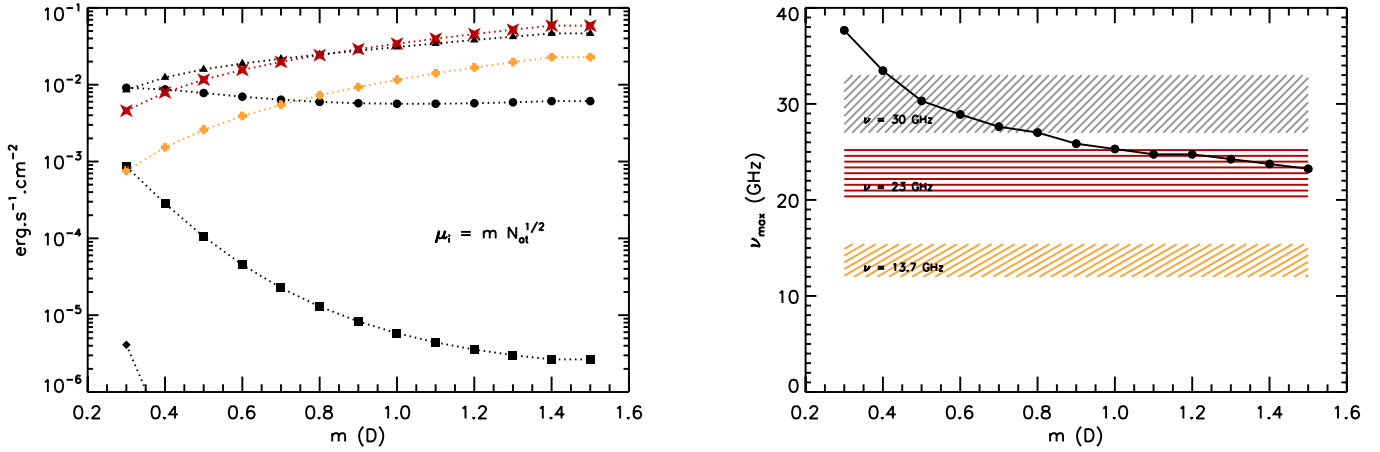 10⁻¹
10⁻²
10⁻³
10⁻⁴
10⁻⁵
10⁻⁶
erg.s⁻¹.cm⁻²
μᵢ = m Nₐₜ¹ᐟ²
0.2 0.4 0.6 0.8 1.0 1.2 1.4 1.6
m (D)
40
30
20
10
0
ν_max (GHz)
ν = 30 GHz
ν = 23 GHz
ν = 13.7 GHz
0.2 0.4 0.6 0.8 1.0 1.2 1.4 1.6
m (D)